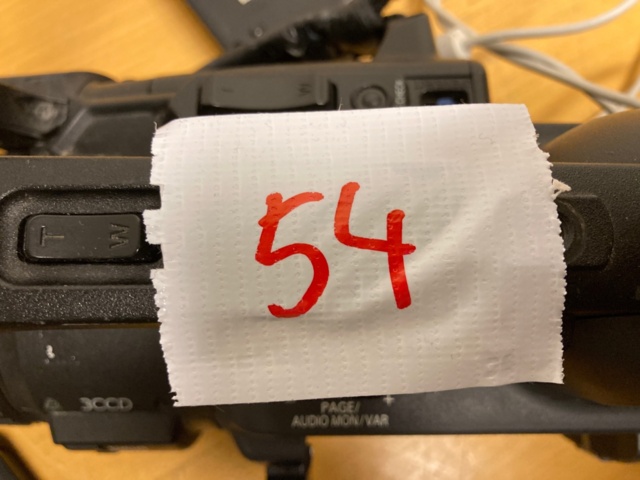 54
T W
3CCD
PAGE/
AUDIO MON/VAR
+